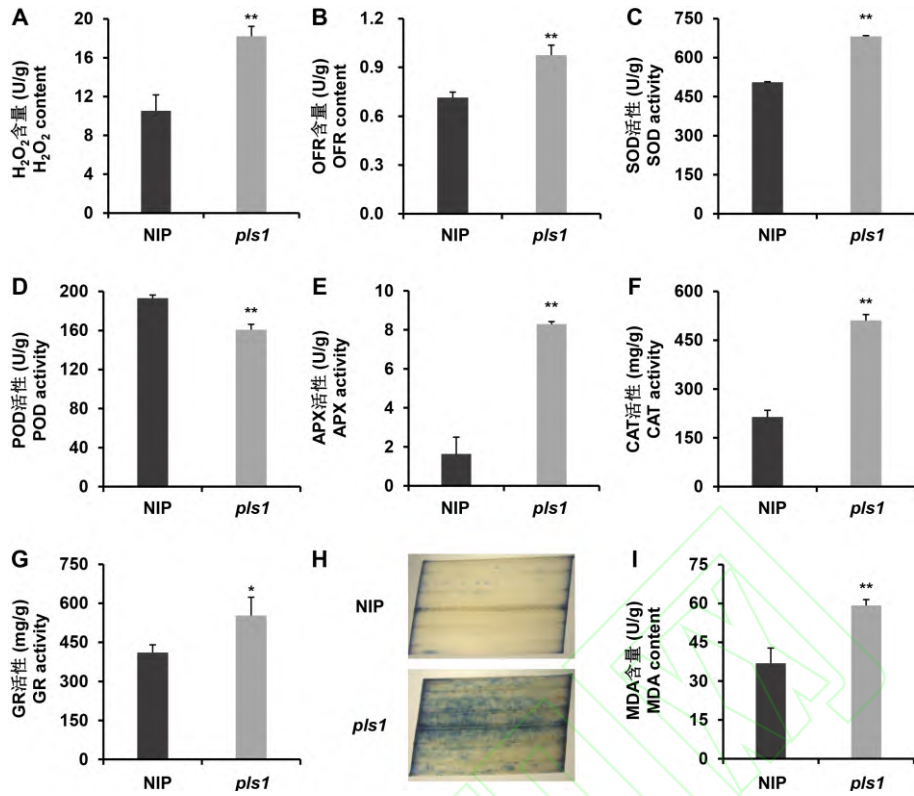 A
H₂O₂含量 (U/g)
H₂O₂ content
20
16
12
8
4
0
**
NIP
pls1
B
OFR含量 (U/g)
OFR content
1.2
0.9
0.6
0.3
0.0
**
NIP
pls1
C
SOD活性 (U/g)
SOD activity
750
600
450
300
150
0
**
NIP
pls1
D
POD活性 (U/g)
POD activity
200
160
120
80
40
0
**
NIP
pls1
E
APX活性 (U/g)
APX activity
10
8
6
4
2
0
**
NIP
pls1
F
CAT活性 (mg/g)
CAT activity
600
450
300
150
0
**
NIP
pls1
G
GR活性 (mg/g)
GR activity
750
600
450
300
150
0
*
NIP
pls1
H
NIP
pls1
I
MDA含量 (U/g)
MDA content
75
60
45
30
15
0
**
NIP
pls1